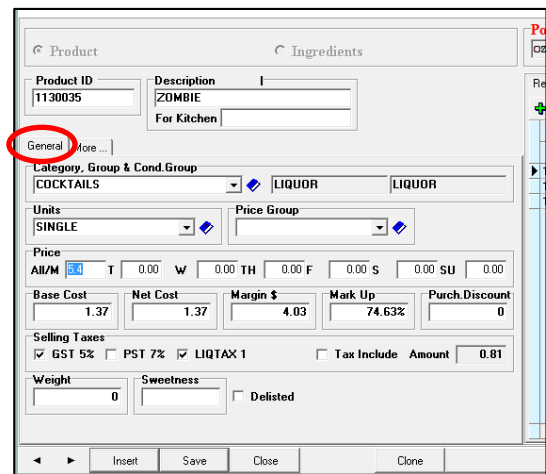 Product Ingredients
Po
Product ID Description
1130035 ZOMBIE
For Kitchen
Re
General More ...
Category, Group & Cond.Group
COCKTAILS LIQUOR LIQUOR
Units Price Group
SINGLE
Price
All/M 5.4 T 0.00 W 0.00 TH 0.00 F 0.00 S 0.00 SU 0.00
Base Cost Net Cost Margin $ Mark Up Purch.Discount
1.37 1.37 4.03 74.63% 0
Selling Taxes
GST 5% PST 7% LIQTAX 1 Tax Include Amount 0.81
Weight Sweetness
0 Delisted
Insert Save Close Clone